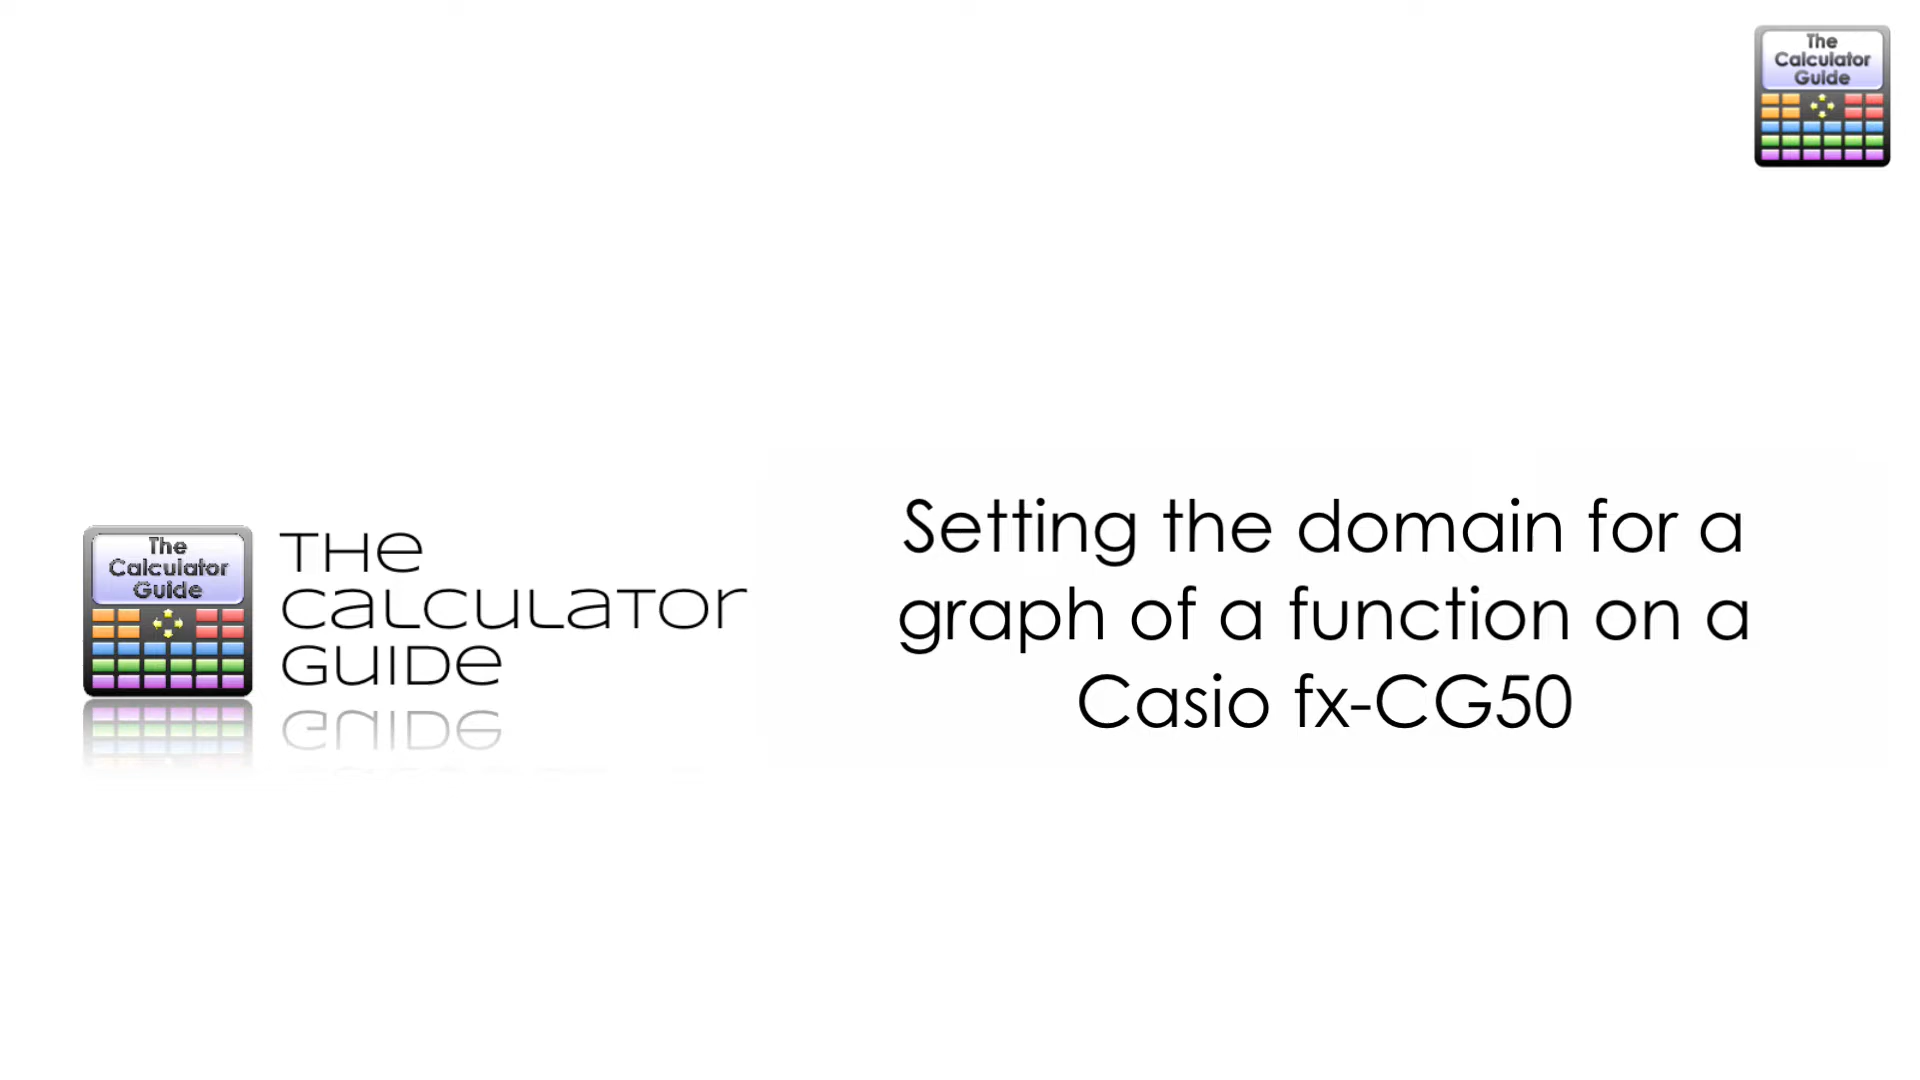 The
Calculator
Guide
The
Calculator
Guide
THe
CaLCULaTOr
GUIDe
Setting the domain for a
graph of a function on a
Casio fx-CG50